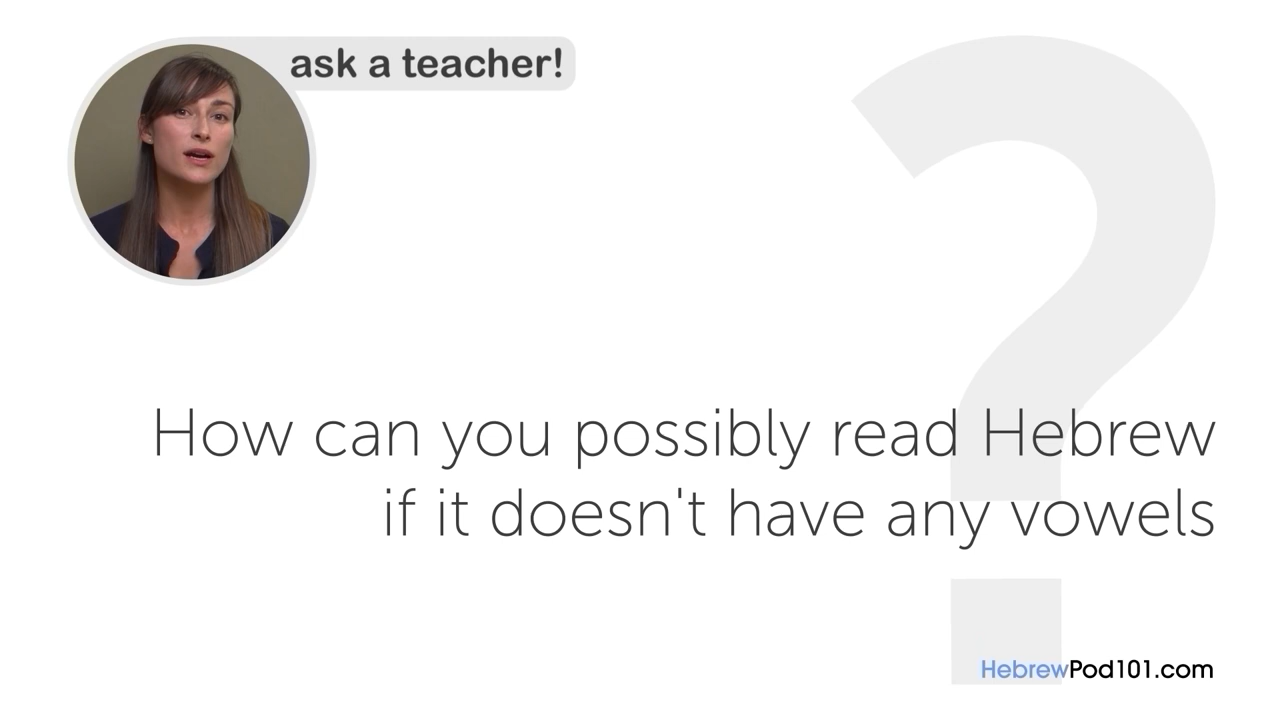 ask a teacher!
How can you possibly read Hebrew
if it doesn't have any vowels
?
HebrewPod101.com